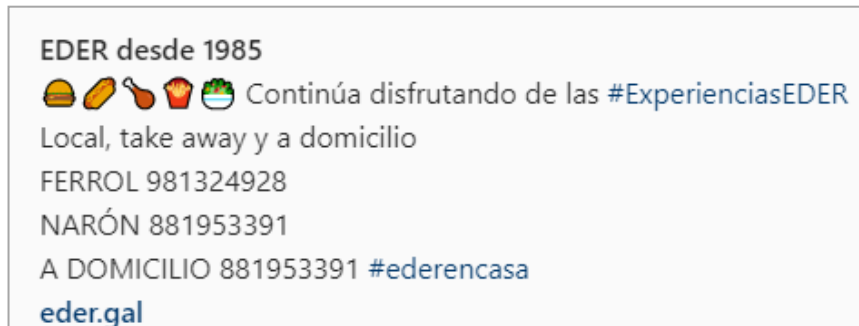 EDER desde 1985
🍔🌭🍗🍟🥗 Continúa disfrutando de las #ExperienciasEDER
Local, take away y a domicilio
FERROL 981324928
NARÓN 881953391
A DOMICILIO 881953391 #ederencasa
eder.gal